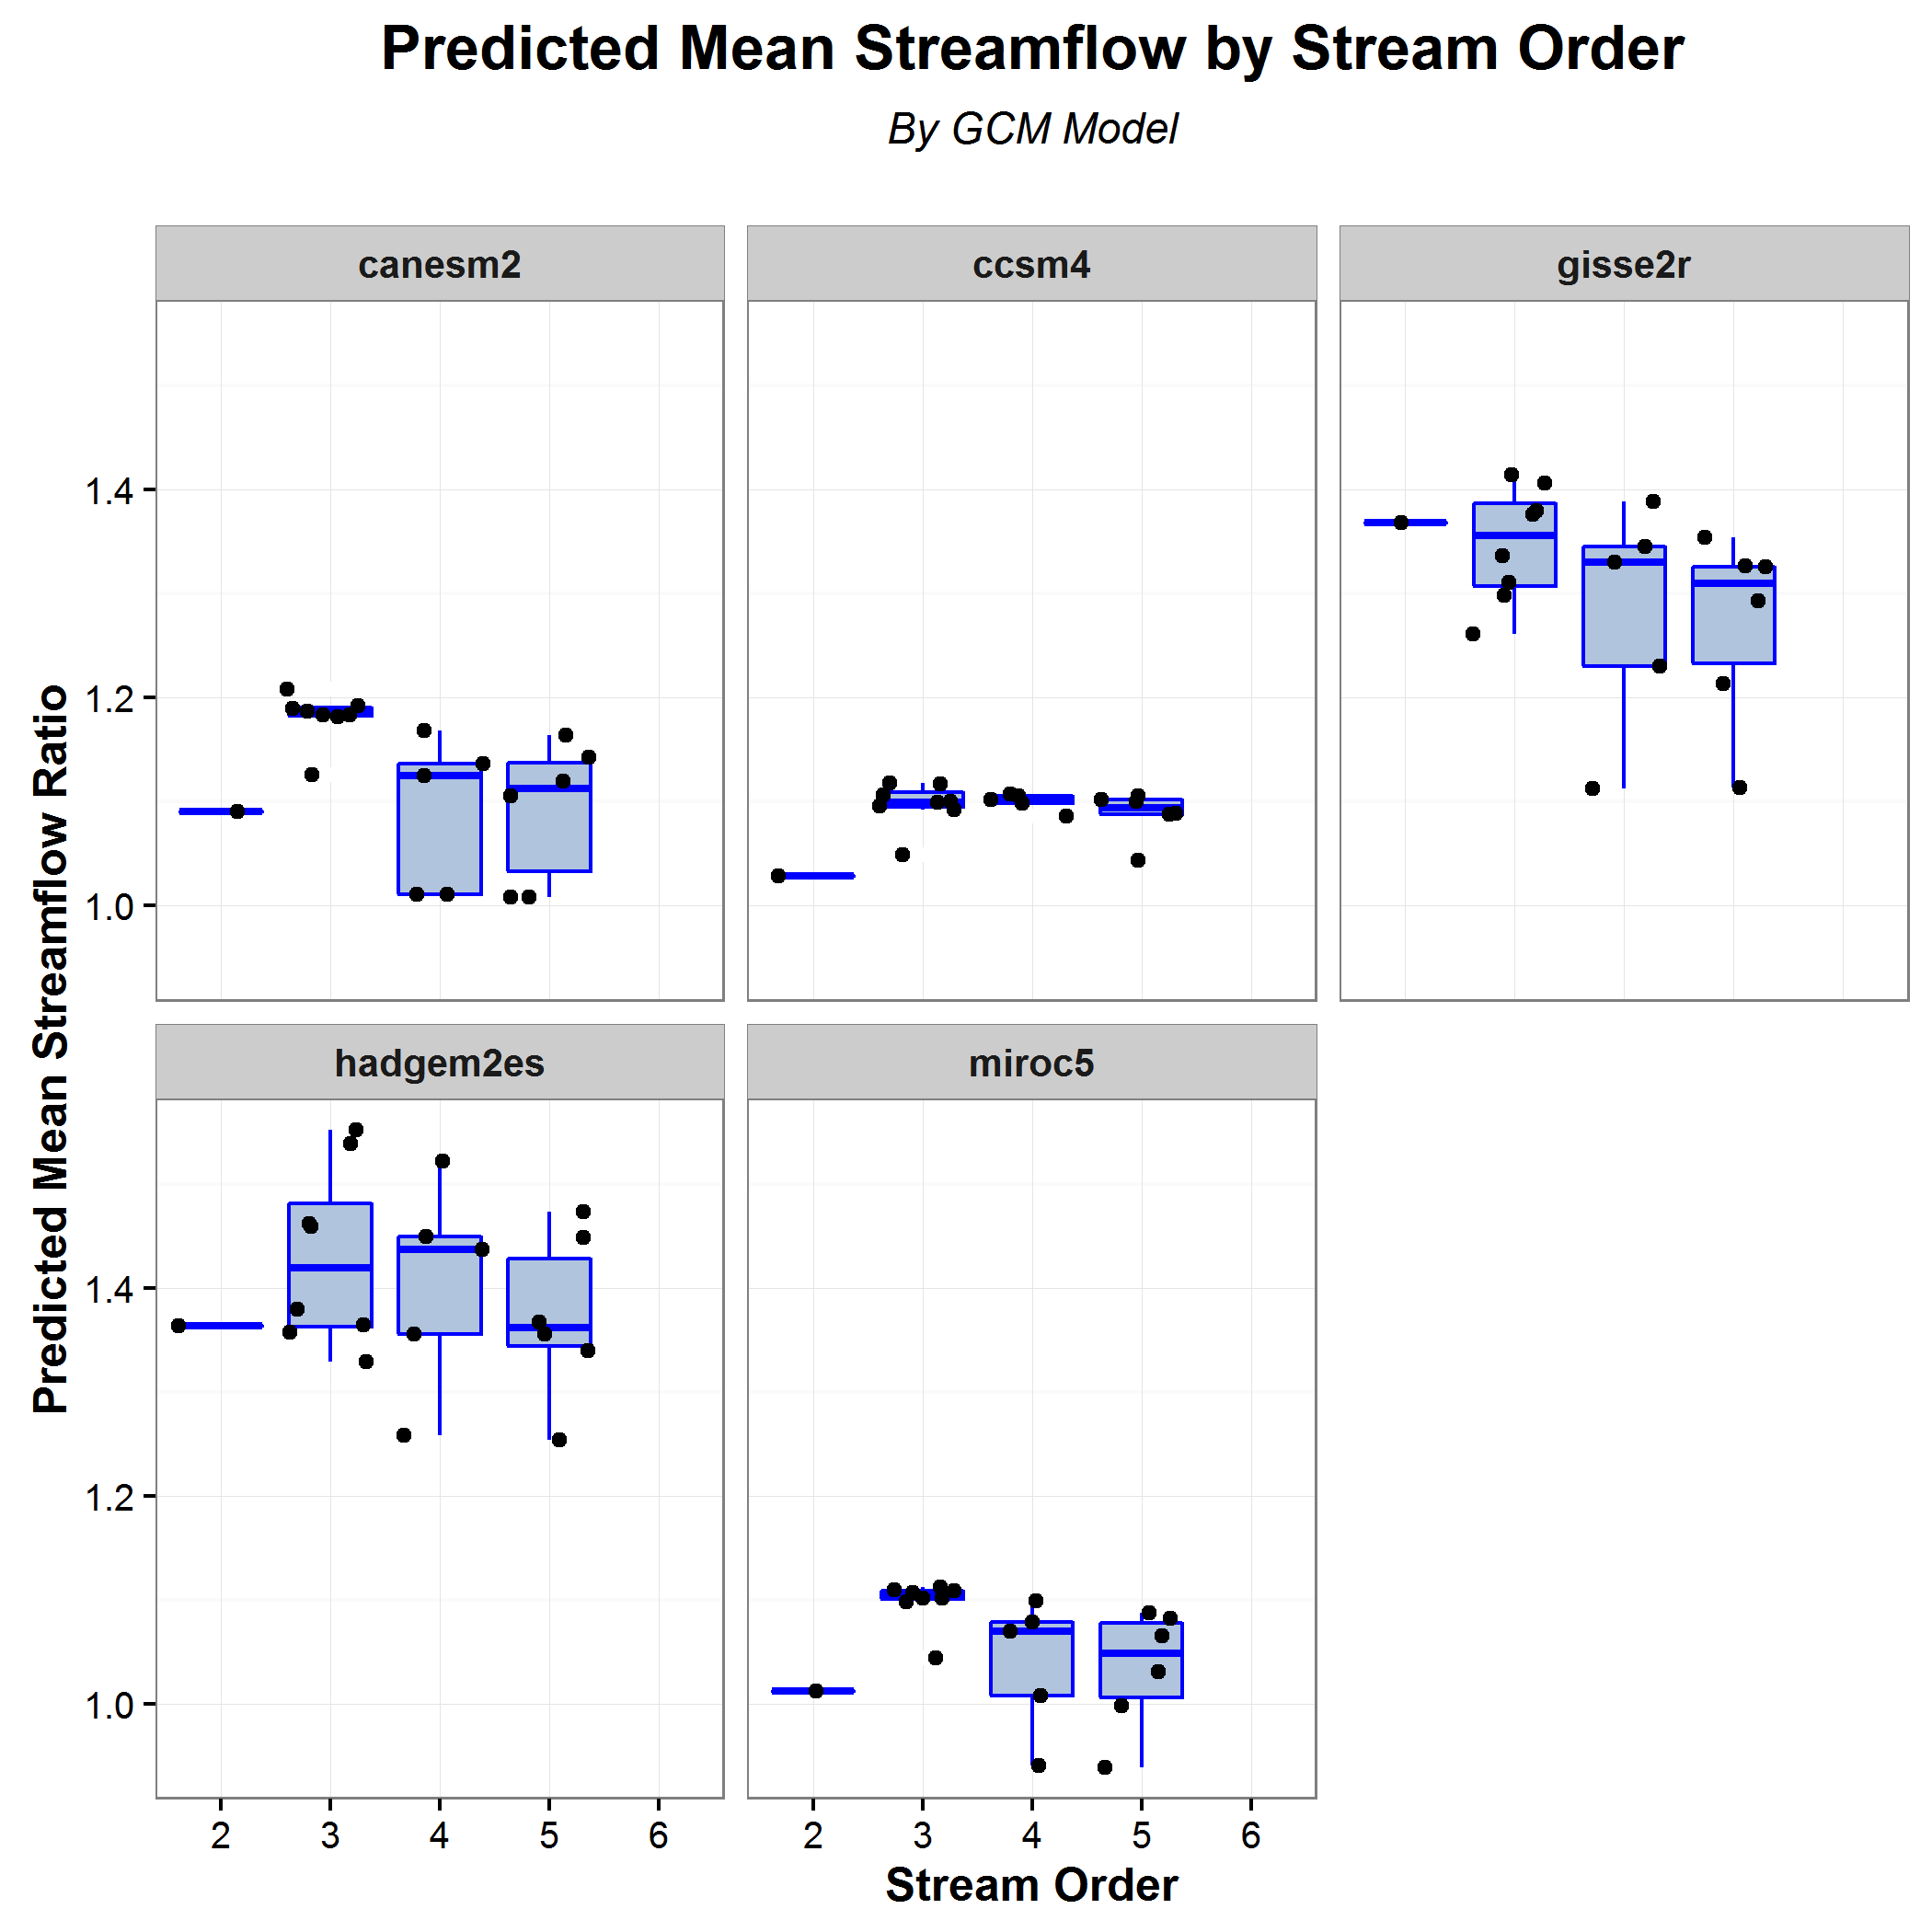 Predicted Mean Streamflow by Stream Order
By GCM Model
canesm2
ccsm4
gisse2r
1.4
1.2
1.0
hadgem2es
miroc5
1.4
1.2
1.0
Predicted Mean Streamflow Ratio
2 3 4 5 6
2 3 4 5 6
Stream Order